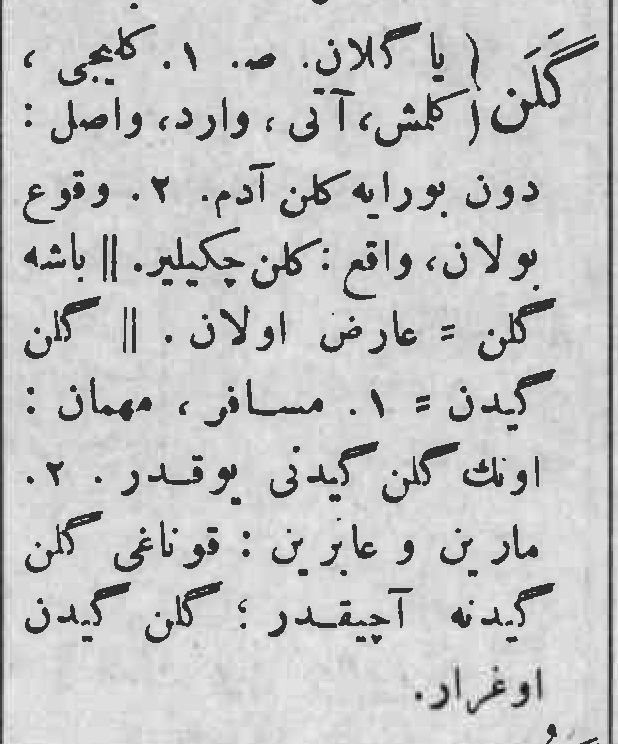 گَلَن ( یا گلان. ص. ۱. کلیجی ،
( کلمش، آتی ، وارد، واصل :
دون بورایه کلن آدم. ۲. وقوع
بولان، واقع : کلن چکیلیر. || باشه
گلن = عارض اولان . || گلن
گیدن = ۱. مسافر ، مهمان :
اونك گلن گیدنی یوقدر . ۲.
مارین و عابرین : قوناغی گلن
گیدنه آچیقدر ؛ گلن گیدن
اوغرار.